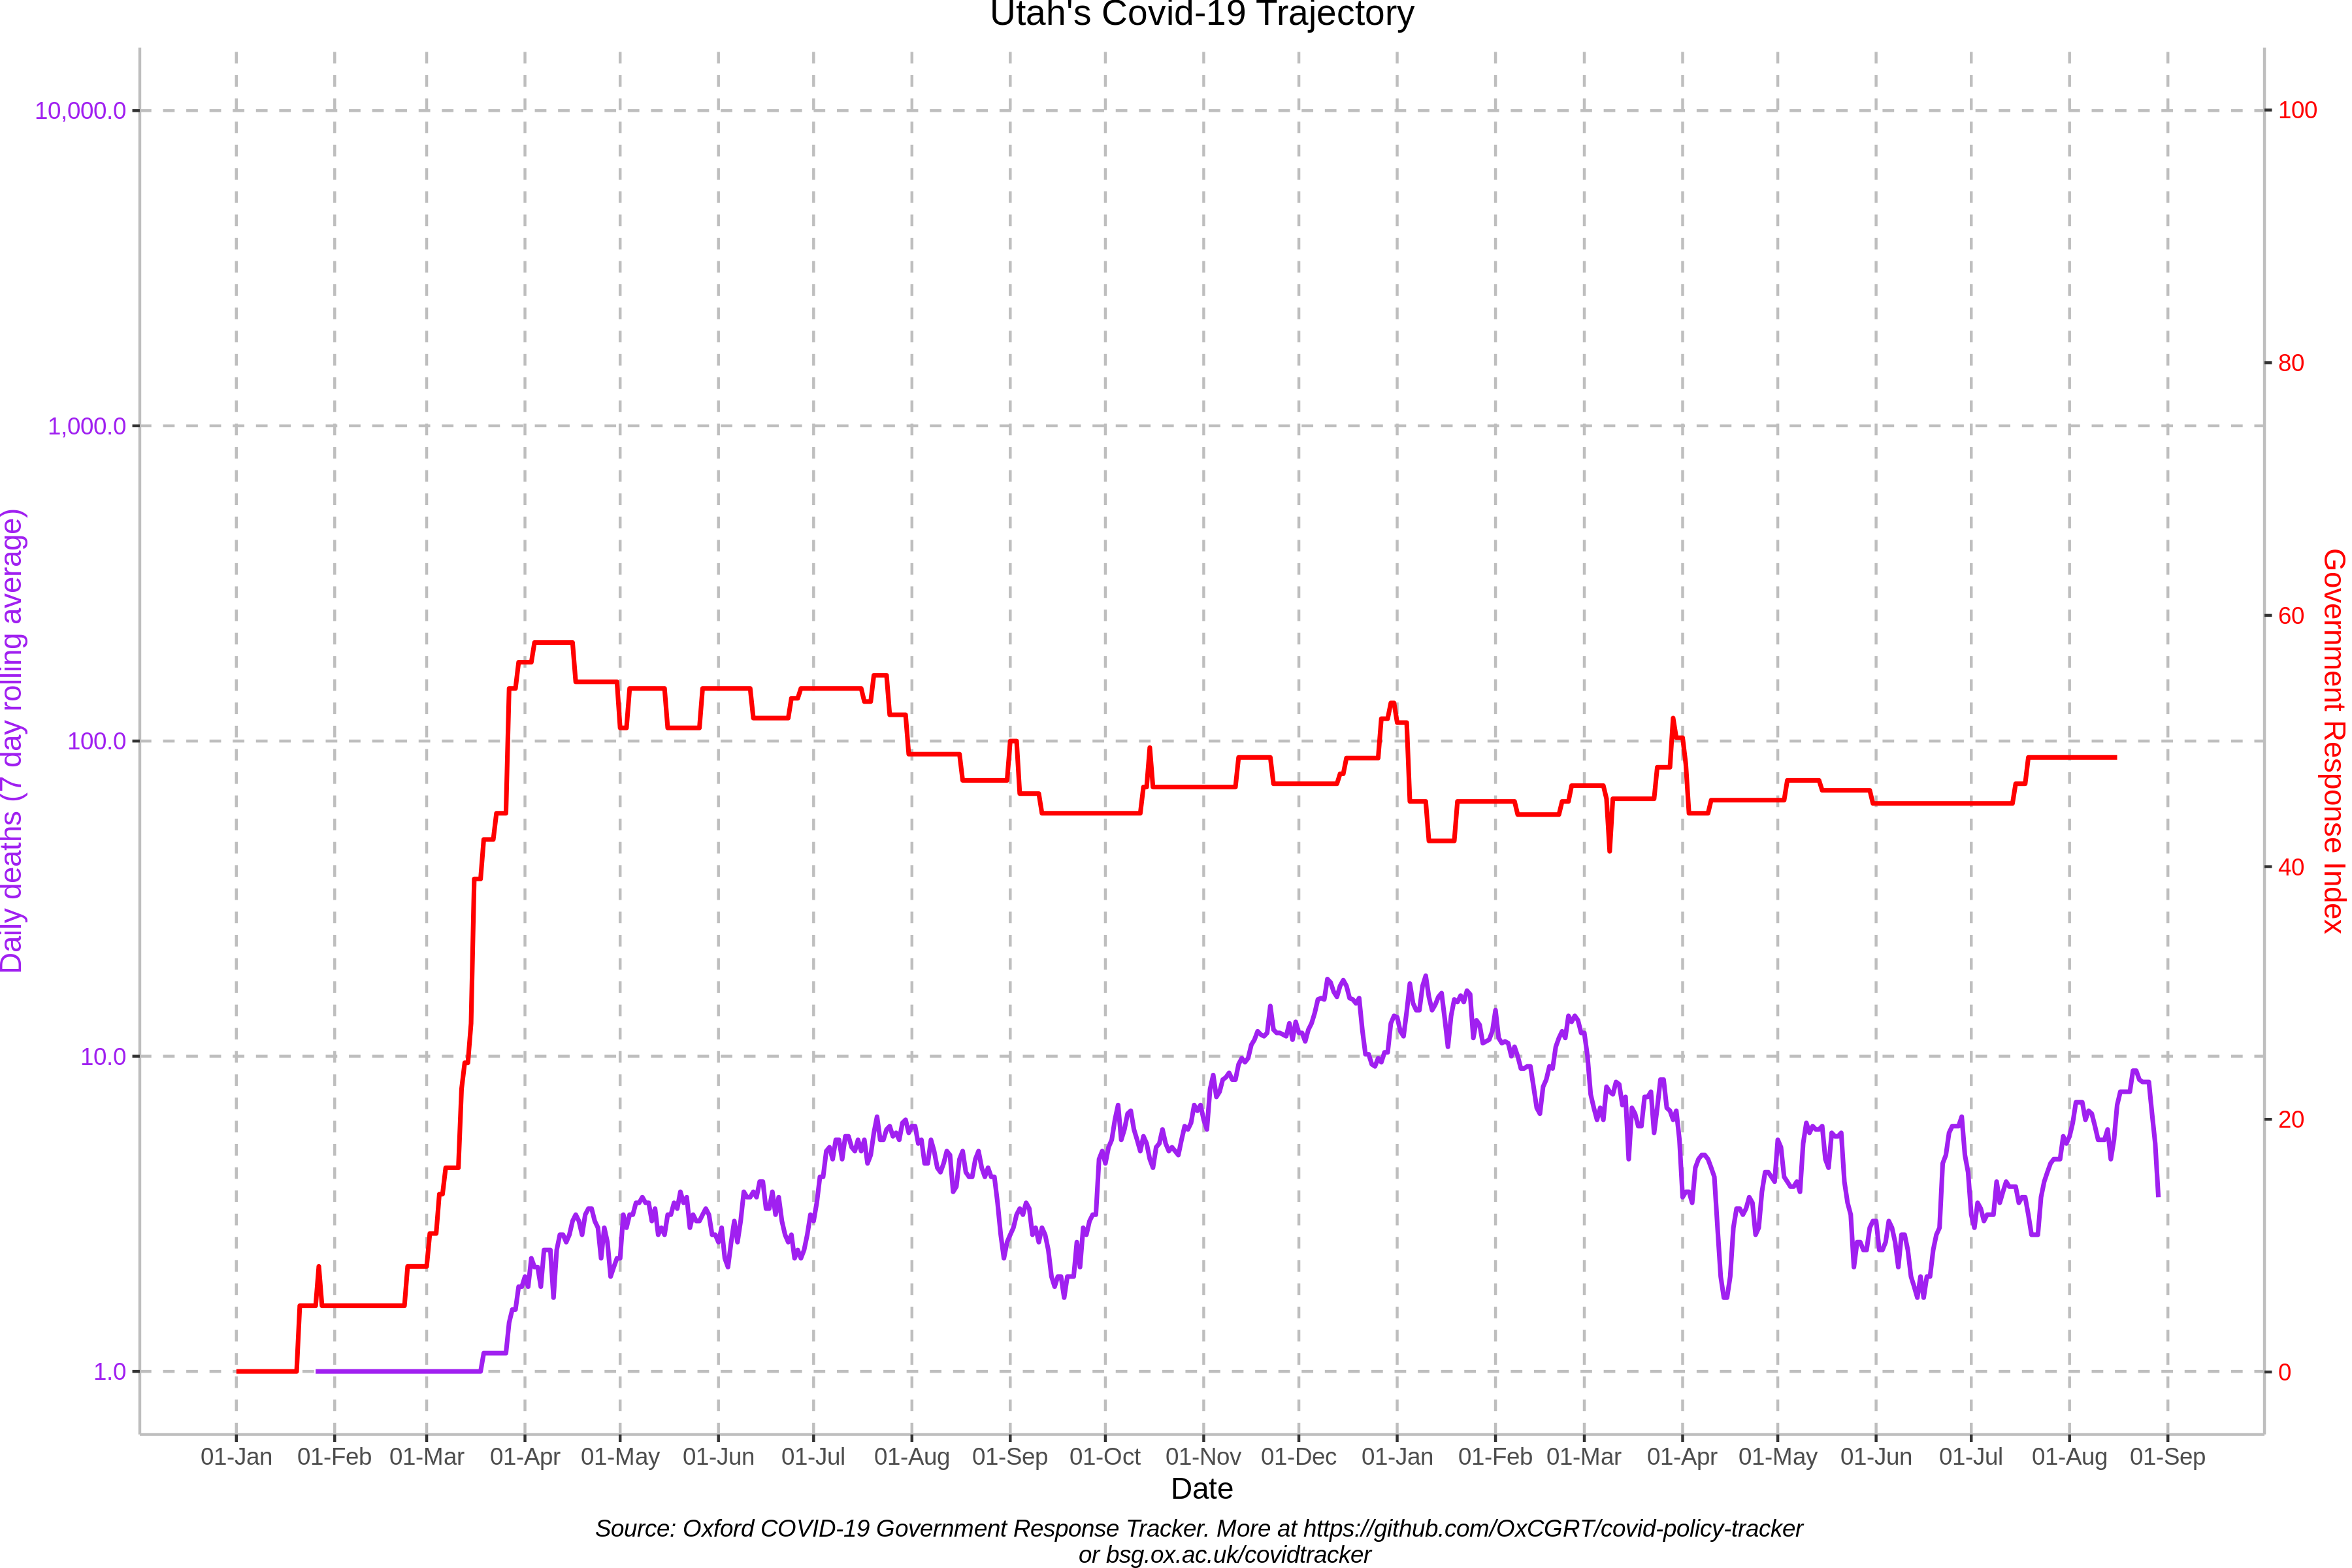 Utah's Covid-19 Trajectory
10,000.0
1,000.0
100.0
10.0
1.0
Daily deaths (7 day rolling average)
100
80
60
40
20
0
Government Response Index
01-Jan 01-Feb 01-Mar 01-Apr 01-May 01-Jun 01-Jul 01-Aug 01-Sep 01-Oct 01-Nov 01-Dec 01-Jan 01-Feb 01-Mar 01-Apr 01-May 01-Jun 01-Jul 01-Aug 01-Sep
Date
Source: Oxford COVID-19 Government Response Tracker. More at https://github.com/OxCGRT/covid-policy-tracker
or bsg.ox.ac.uk/covidtracker